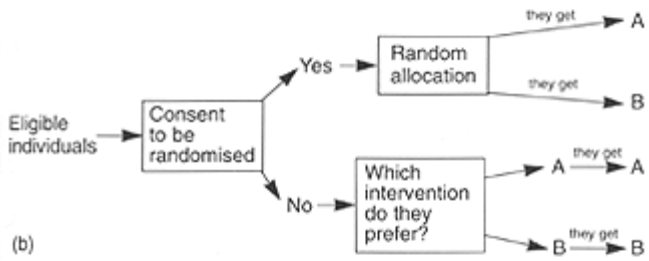 they get
A
Yes
Random
allocation
they get
B
Eligible
individuals
Consent
to be
randomised
No
Which
intervention
do they
prefer?
A
they get
A
B
they get
B
(b)